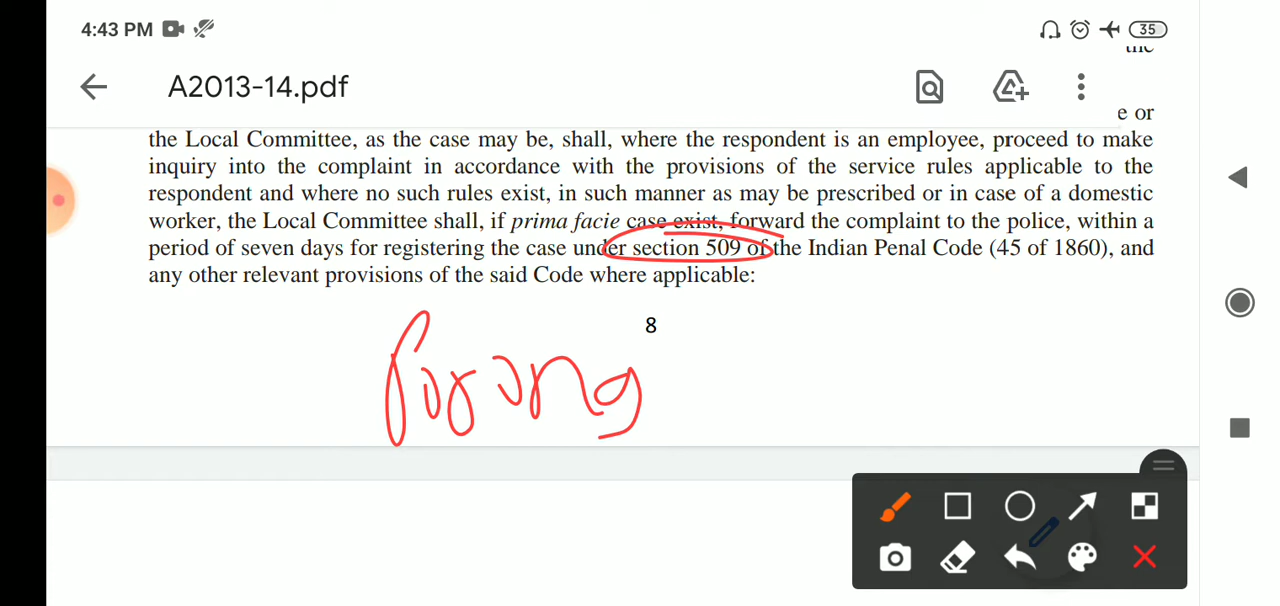 4:43 PM
35
A2013-14.pdf
the
e or
the Local Committee, as the case may be, shall, where the respondent is an employee, proceed to make
inquiry into the complaint in accordance with the provisions of the service rules applicable to the
respondent and where no such rules exist, in such manner as may be prescribed or in case of a domestic
worker, the Local Committee shall, if prima facie case exist, forward the complaint to the police, within a
period of seven days for registering the case under section 509 of the Indian Penal Code (45 of 1860), and
any other relevant provisions of the said Code where applicable:
8